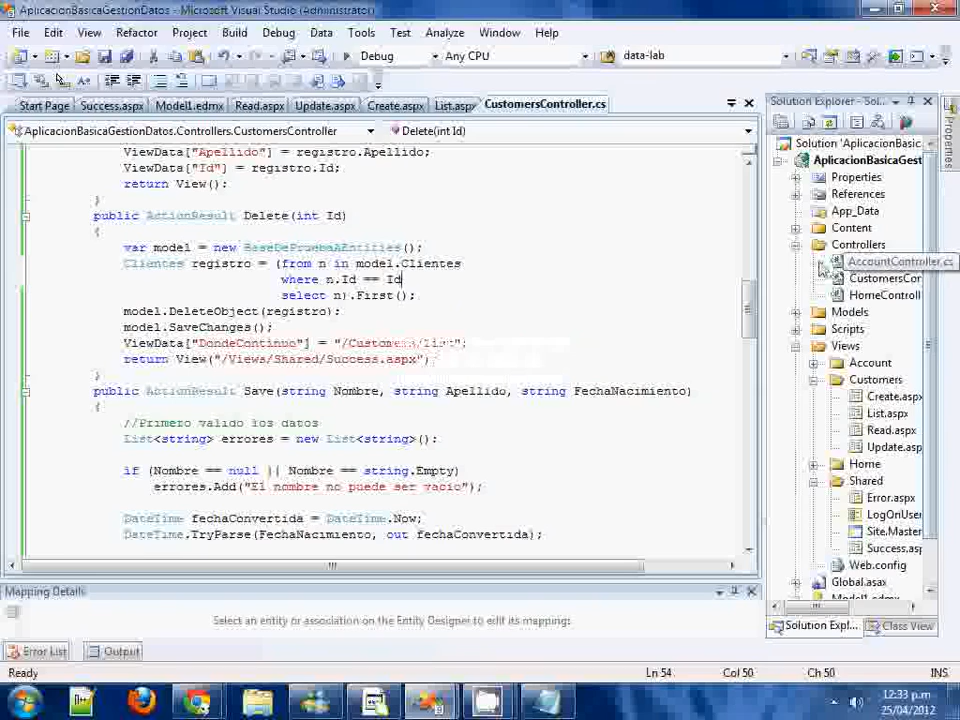 AplicacionBasicaGestionDatos - Microsoft Visual Studio (Administrator)
File Edit View Refactor Project Build Debug Data Tools Test Analyze Window Help
Debug Any CPU data-lab
Start Page Success.aspx Model1.edmx Read.aspx Update.aspx Create.aspx List.aspx CustomersController.cs
AplicacionBasicaGestionDatos.Controllers.CustomersController Delete(int Id)
ViewData["Apellido"] = registro.Apellido;
ViewData["Id"] = registro.Id;
return View();
}
public ActionResult Delete(int Id)
{
var model = new BaseDePruebaAEntities();
Clientes registro = (from n in model.Clientes
where n.Id == Id
select n).First();
model.DeleteObject(registro);
model.SaveChanges();
ViewData["DondeContinuo"] = "/Customer/List";
return View("/Views/Shared/Success.aspx");
}
public ActionResult Save(string Nombre, string Apellido, string FechaNacimiento)
{
//Primero valido los datos
List<string> errores = new List<string>();
if (Nombre == null || Nombre == string.Empty)
errores.Add("El nombre no puede ser vacio");
DateTime fechaConvertida = DateTime.Now;
DateTime.TryParse(FechaNacimiento, out fechaConvertida);
Mapping Details
Select an entity or association on the Entity Designer to edit its mappings
Error List Output
Solution Explorer - Sol...
Properties
Solution 'AplicacionBasic
AplicacionBasicaGest
Properties
References
App_Data
Content
Controllers
AccountController.cs
CustomersCor
HomeControll
Models
Scripts
Views
Account
Customers
Create.aspx
List.aspx
Read.aspx
Update.asp
Home
Shared
Error.aspx
LogOnUser
Site.Master
Success.asp
Web.config
Global.asax
Model1.edmx
Solution Expl... Class View
Ready Ln 54 Col 50 Ch 50 INS
12:33 p.m.
25/04/2012